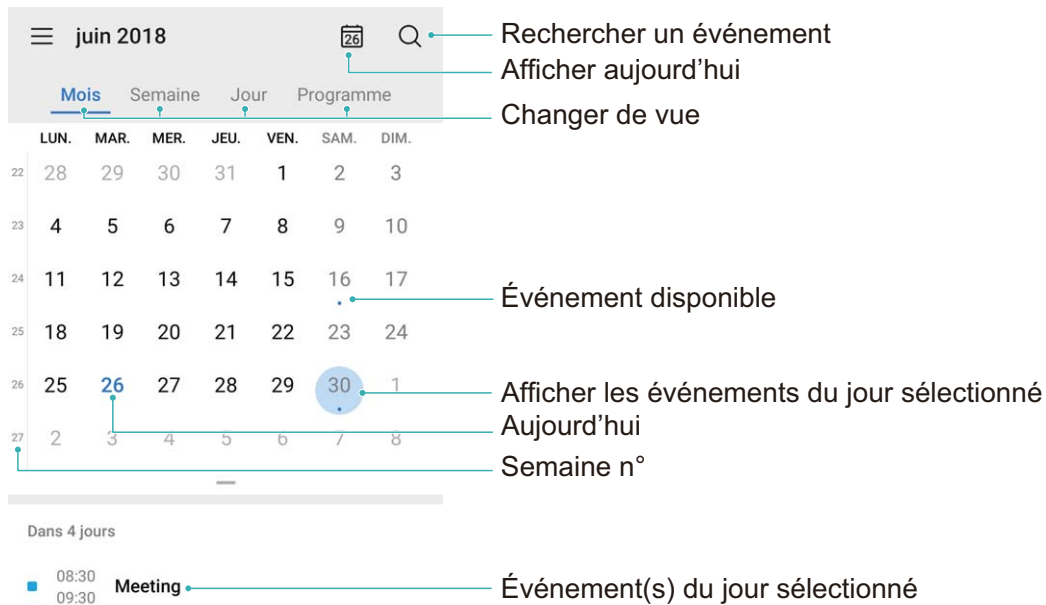 juin 2018
26
Rechercher un événement
Afficher aujourd’hui
Mois Semaine Jour Programme
Changer de vue
LUN. MAR. MER. JEU. VEN. SAM. DIM.
22 28 29 30 31 1 2 3
23 4 5 6 7 8 9 10
24 11 12 13 14 15 16 17
Événement disponible
25 18 19 20 21 22 23 24
26 25 26 27 28 29 30 1
Afficher les événements du jour sélectionné
Aujourd’hui
27 2 3 4 5 6 7 8
Semaine n°
Dans 4 jours
08:30
Meeting
09:30
Événement(s) du jour sélectionné